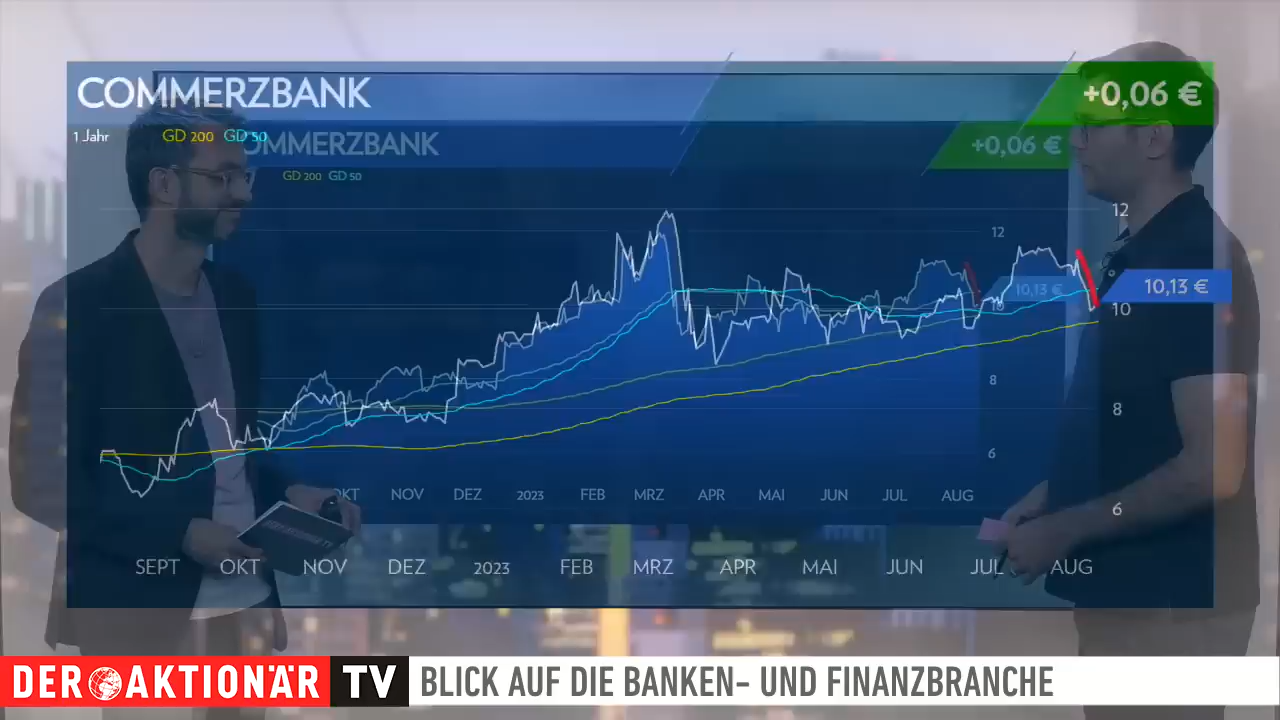 COMMERZBANK
+0,06 €
1 Jahr GD 200 GD 50
COMMERZBANK
+0,06 €
GD 200 GD 50
12
12
10,13 €
10,13 €
10
10
8
8
6
6
OKT NOV DEZ 2023 FEB MRZ APR MAI JUN JUL AUG
SEPT OKT NOV DEZ 2023 FEB MRZ APR MAI JUN JUL AUG
DER AKTIONÄR TV
BLICK AUF DIE BANKEN- UND FINANZBRANCHE